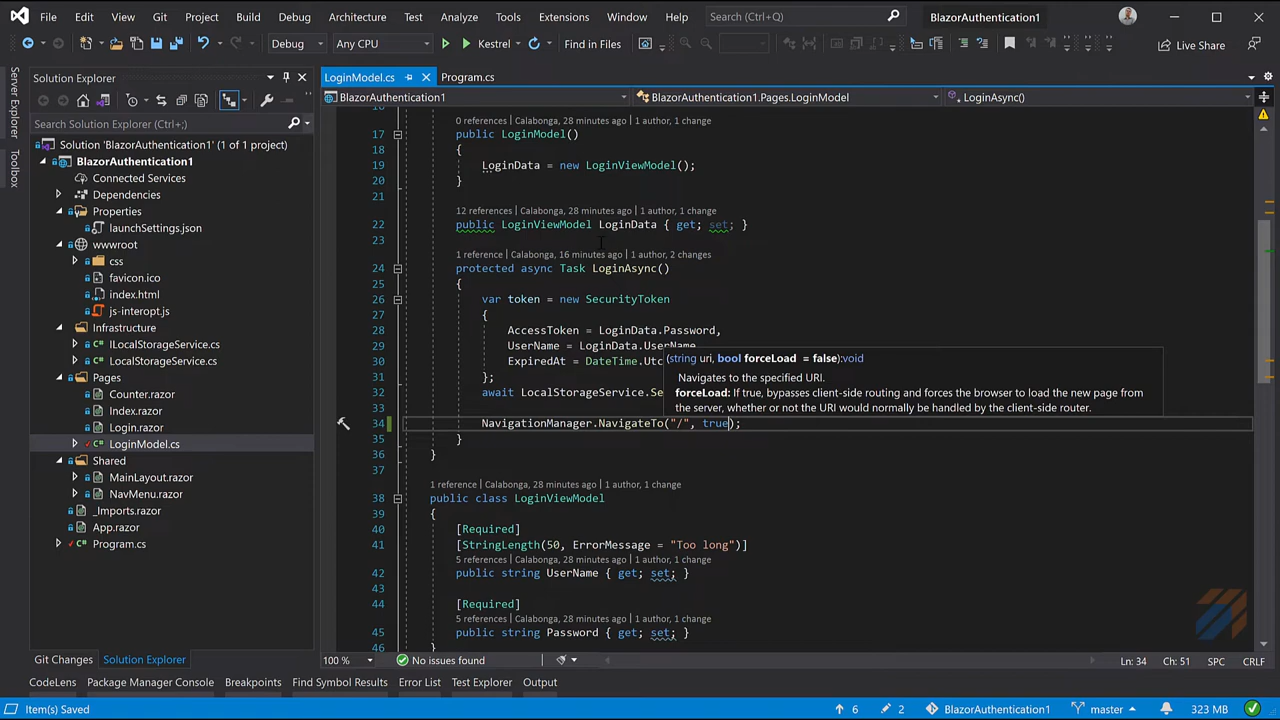 File Edit View Git Project Build Debug Architecture Test Analyze Tools Extensions Window Help Search (Ctrl+Q) BlazorAuthentication1
Debug Any CPU Kestrel Find in Files Live Share
Server Explorer
Toolbox
Solution Explorer
Search Solution Explorer (Ctrl+;)
Solution 'BlazorAuthentication1' (1 of 1 project)
BlazorAuthentication1
Connected Services
Dependencies
Properties
launchSettings.json
wwwroot
css
favicon.ico
index.html
js-interopt.js
Infrastructure
C# ILocalStorageService.cs
C# LocalStorageService.cs
Pages
Counter.razor
Index.razor
Login.razor
C# LoginModel.cs
Shared
MainLayout.razor
NavMenu.razor
_Imports.razor
App.razor
C# Program.cs
Git Changes Solution Explorer
LoginModel.cs Program.cs
BlazorAuthentication1 BlazorAuthentication1.Pages.LoginModel LoginAsync()
16
0 references | Calabonga, 28 minutes ago | 1 author, 1 change
17 public LoginModel()
18 {
19 LoginData = new LoginViewModel();
20 }
21
12 references | Calabonga, 28 minutes ago | 1 author, 1 change
22 public LoginViewModel LoginData { get; set; }
23
1 reference | Calabonga, 16 minutes ago | 1 author, 2 changes
24 protected async Task LoginAsync()
25 {
26 var token = new SecurityToken
27 {
28 AccessToken = LoginData.Password,
29 UserName = LoginData.UserName,
30 ExpiredAt = DateTime.Utc
31 };
32 await LocalStorageService.Se
33
34 NavigationManager.NavigateTo("/", true);
35 }
36 }
37
(string uri, bool forceLoad = false):void
Navigates to the specified URI.
forceLoad: If true, bypasses client-side routing and forces the browser to load the new page from
the server, whether or not the URI would normally be handled by the client-side router.
1 reference | Calabonga, 28 minutes ago | 1 author, 1 change
38 public class LoginViewModel
39 {
40 [Required]
41 [StringLength(50, ErrorMessage = "Too long")]
5 references | Calabonga, 28 minutes ago | 1 author, 1 change
42 public string UserName { get; set; }
43
44 [Required]
5 references | Calabonga, 28 minutes ago | 1 author, 1 change
45 public string Password { get; set; }
46 }
100 % No issues found Ln: 34 Ch: 51 SPC CRLF
CodeLens Package Manager Console Breakpoints Find Symbol Results Error List Test Explorer Output
Item(s) Saved 6 2 BlazorAuthentication1 master 323 MB